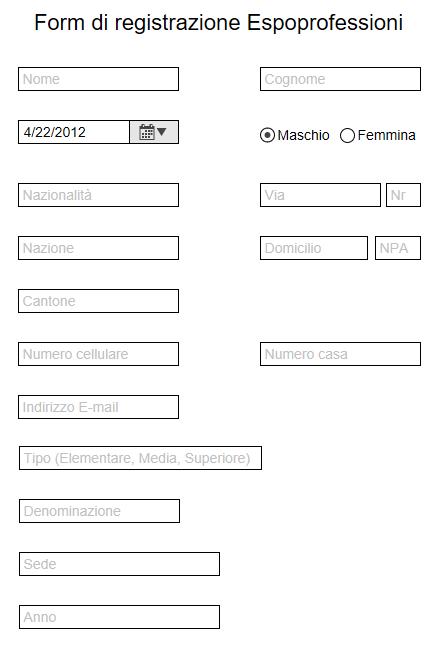 Form di registrazione Espoprofessioni
Nome Cognome
4/22/2012 Maschio Femmina
Nazionalità Via Nr
Nazione Domicilio NPA
Cantone
Numero cellulare Numero casa
Indirizzo E-mail
Tipo (Elementare, Media, Superiore)
Denominazione
Sede
Anno